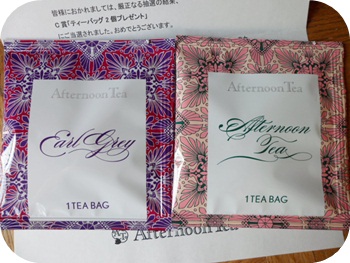 皆様におかれましては、厳正なる抽選の結果、
C賞「ティーバッグ2個プレゼント」
にご当選されました。おめでとうございます。
Afternoon Tea
Earl Grey
1 TEA BAG
Afternoon Tea
Afternoon
Tea
1 TEA BAG
Afternoon Tea